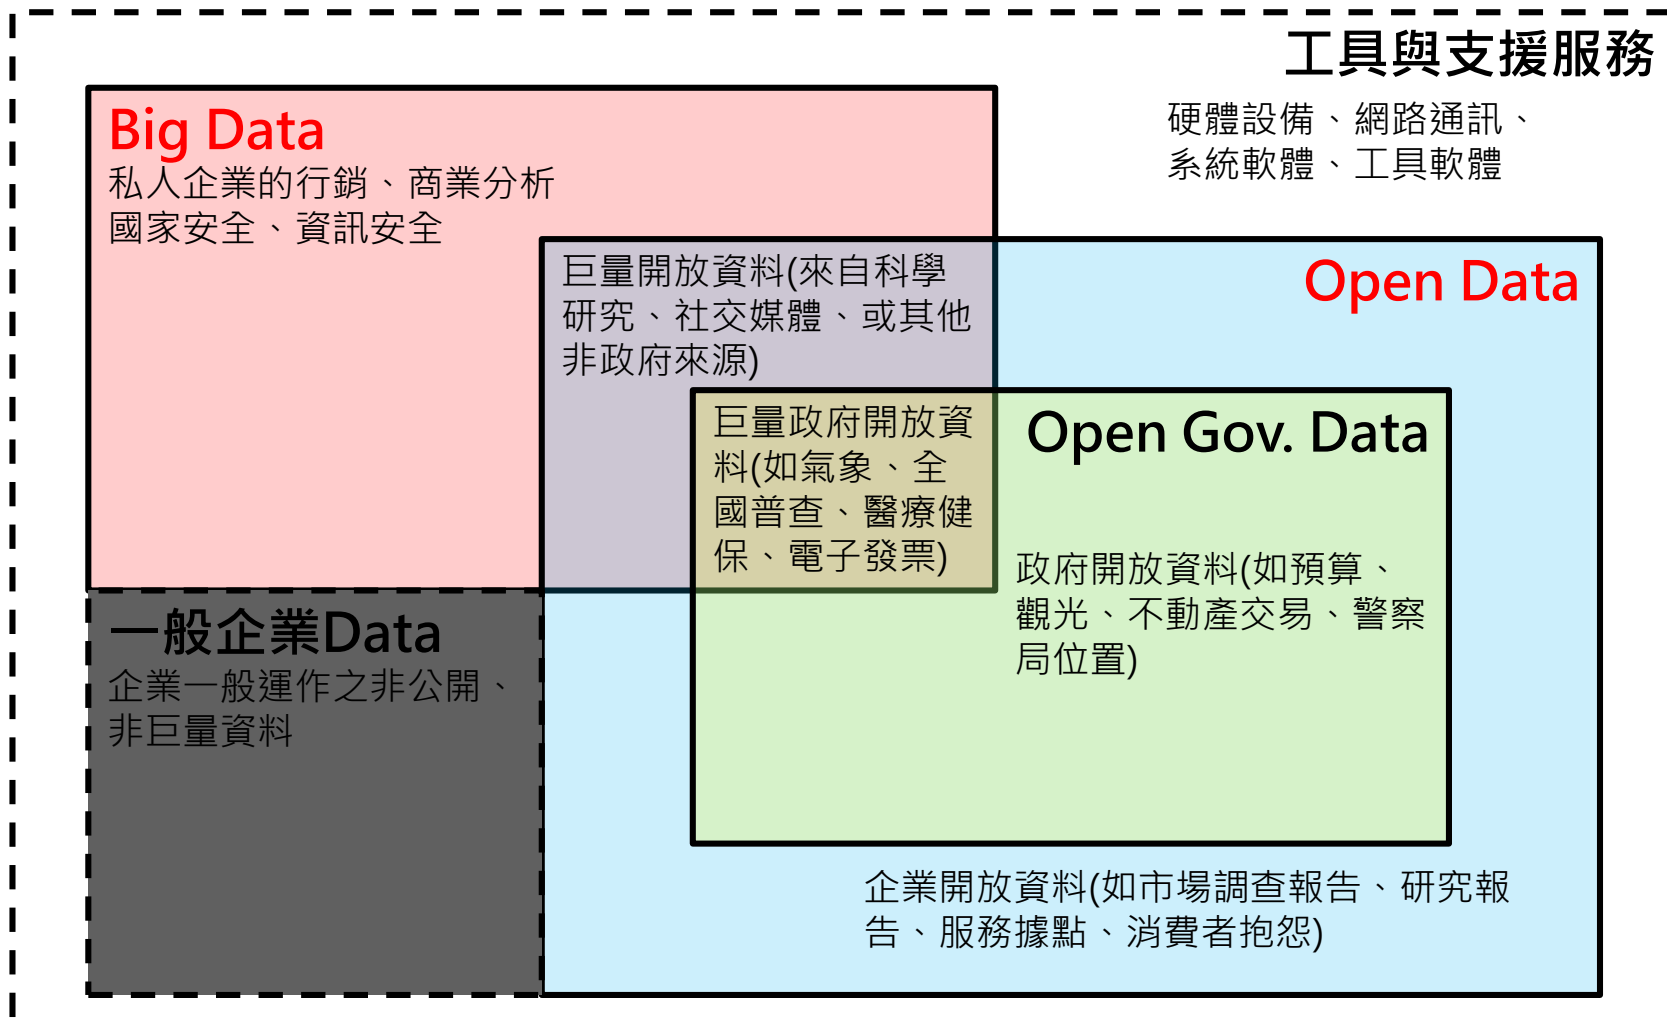 工具與支援服務
硬體設備、網路通訊、
系統軟體、工具軟體
Big Data
私人企業的行銷、商業分析
國家安全、資訊安全
巨量開放資料(來自科學
研究、社交媒體、或其他
非政府來源)
Open Data
巨量政府開放資
料(如氣象、全
國普查、醫療健
保、電子發票)
Open Gov. Data
政府開放資料(如預算、
觀光、不動產交易、警察
局位置)
一般企業Data
企業一般運作之非公開、
非巨量資料
企業開放資料(如市場調查報告、研究報
告、服務據點、消費者抱怨)